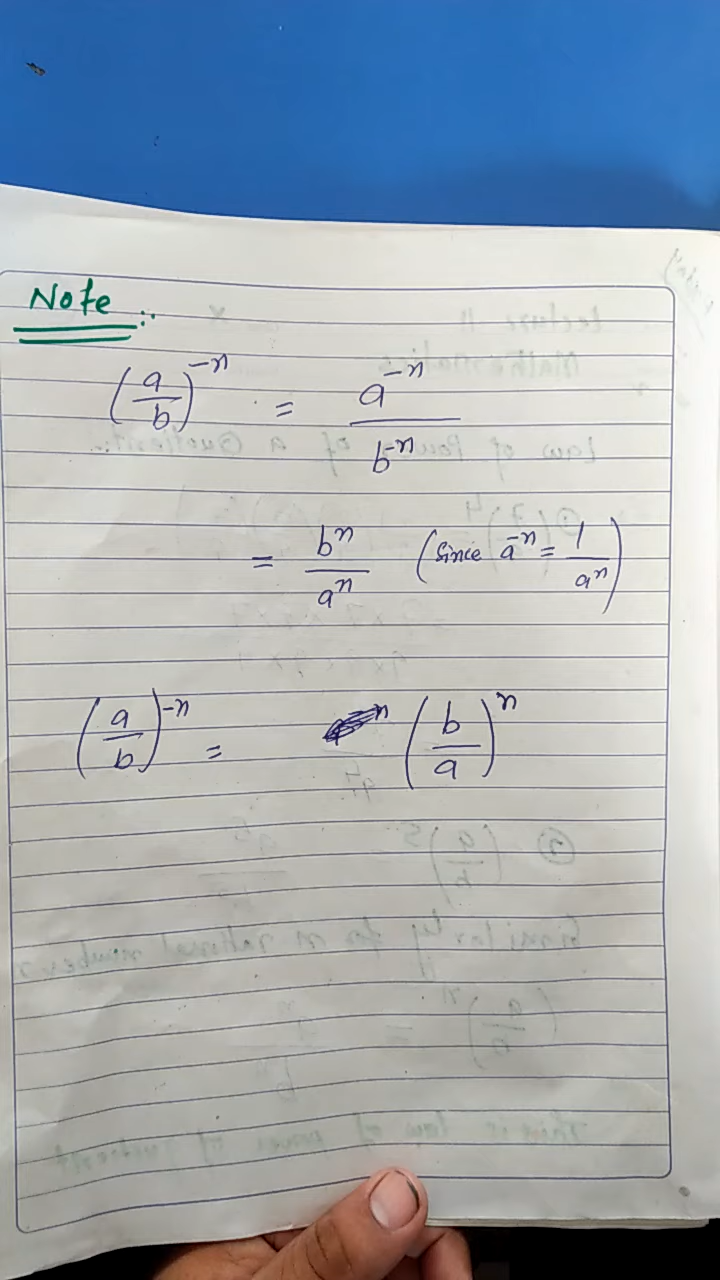 Note :-
(a/b)^-n = a^-n / b^-n
= b^n / a^n (Since a^-n = 1/a^n)
(a/b)^-n = (b/a)^n